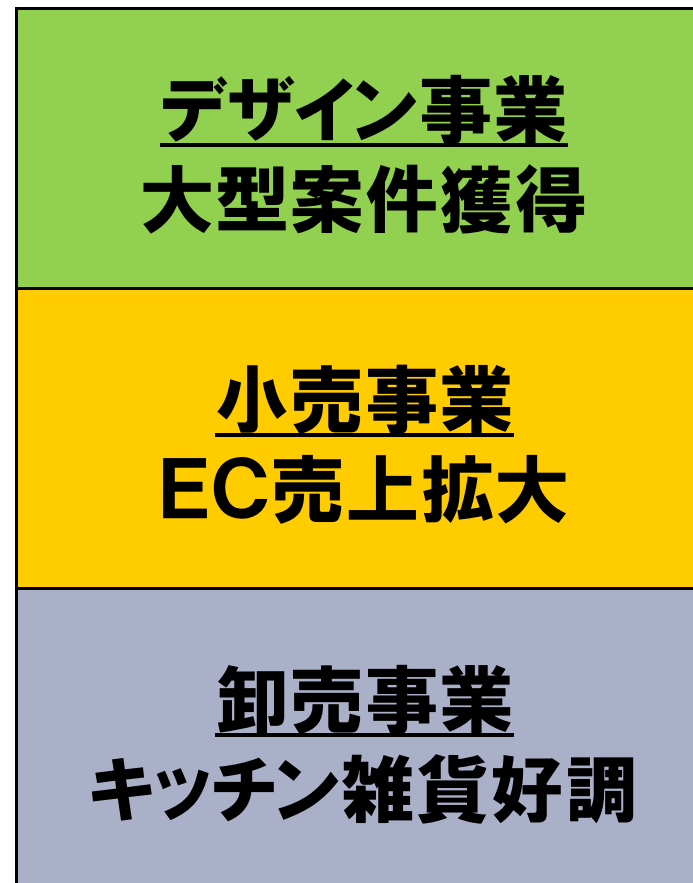 デザイン事業
大型案件獲得
小売事業
EC売上拡大
卸売事業
キッチン雑貨好調